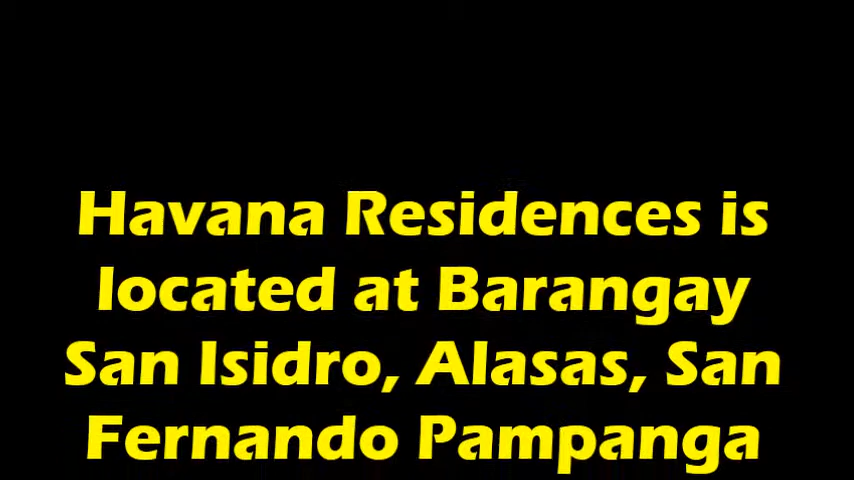 Havana Residences is
located at Barangay
San Isidro, Alasas, San
Fernando Pampanga